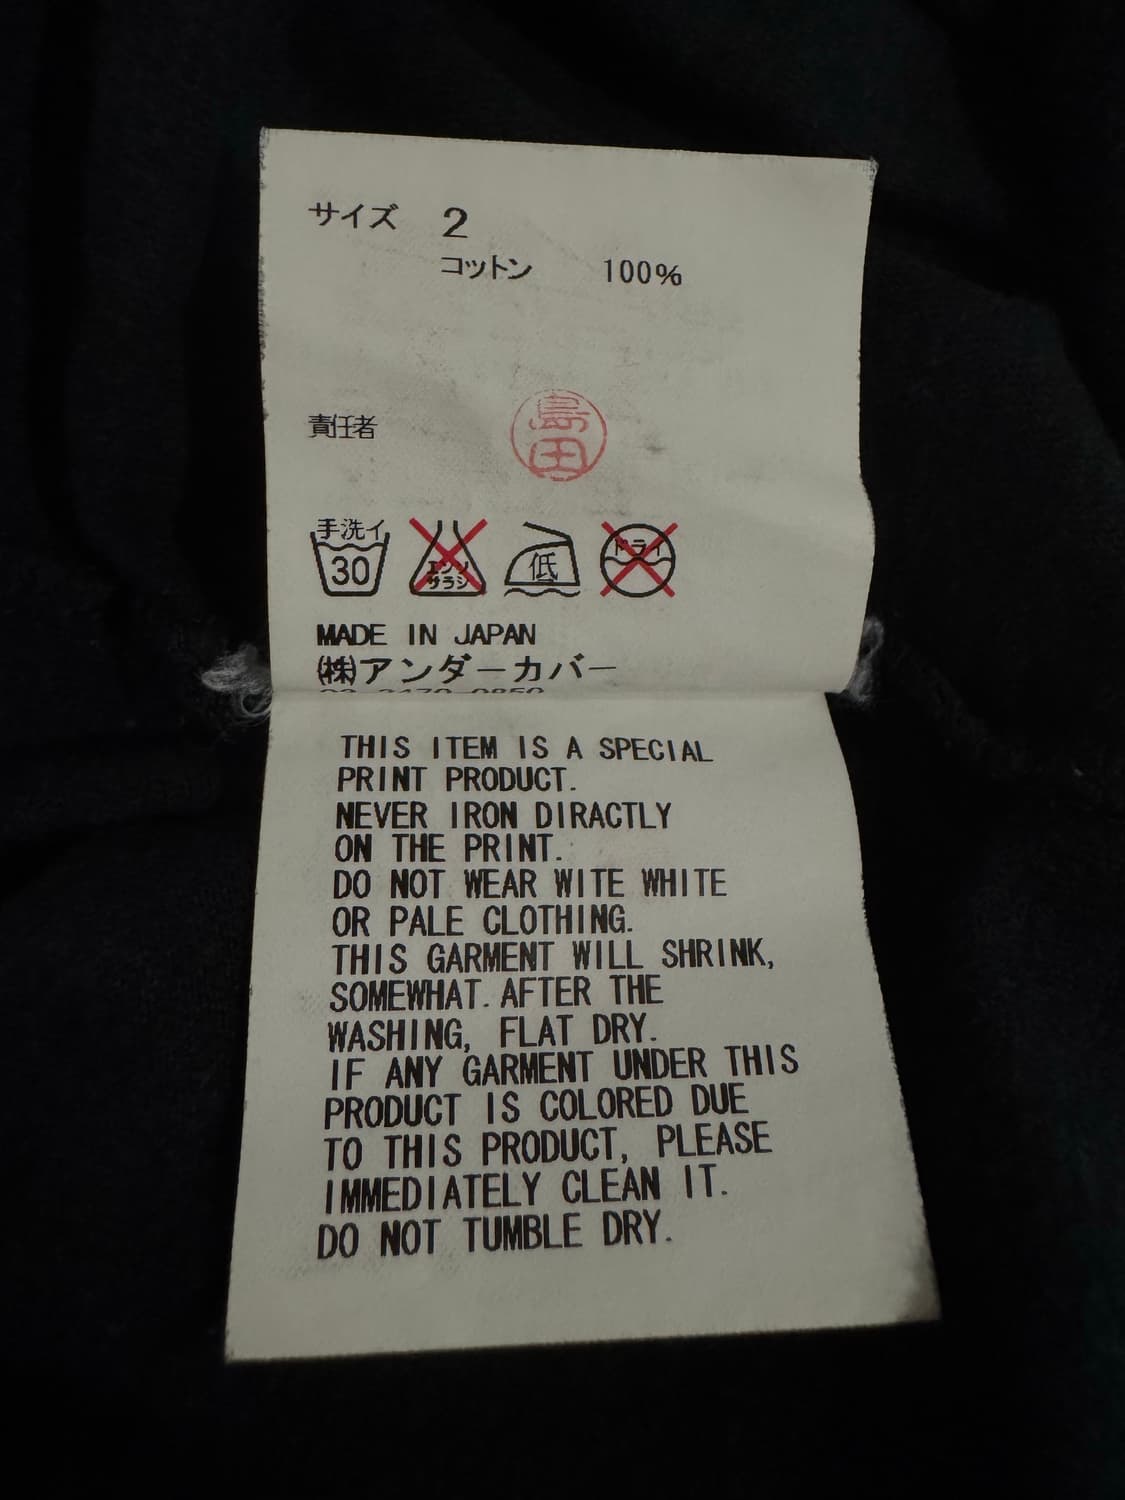 サイズ 2
コットン 100%
責任者 島田
手洗イ 30 エンソサラシ 低 ドライ
MADE IN JAPAN
(株)アンダーカバー
THIS ITEM IS A SPECIAL
PRINT PRODUCT.
NEVER IRON DIRACTLY
ON THE PRINT.
DO NOT WEAR WITE WHITE
OR PALE CLOTHING.
THIS GARMENT WILL SHRINK,
SOMEWHAT. AFTER THE
WASHING, FLAT DRY.
IF ANY GARMENT UNDER THIS
PRODUCT IS COLORED DUE
TO THIS PRODUCT, PLEASE
IMMEDIATELY CLEAN IT.
DO NOT TUMBLE DRY.